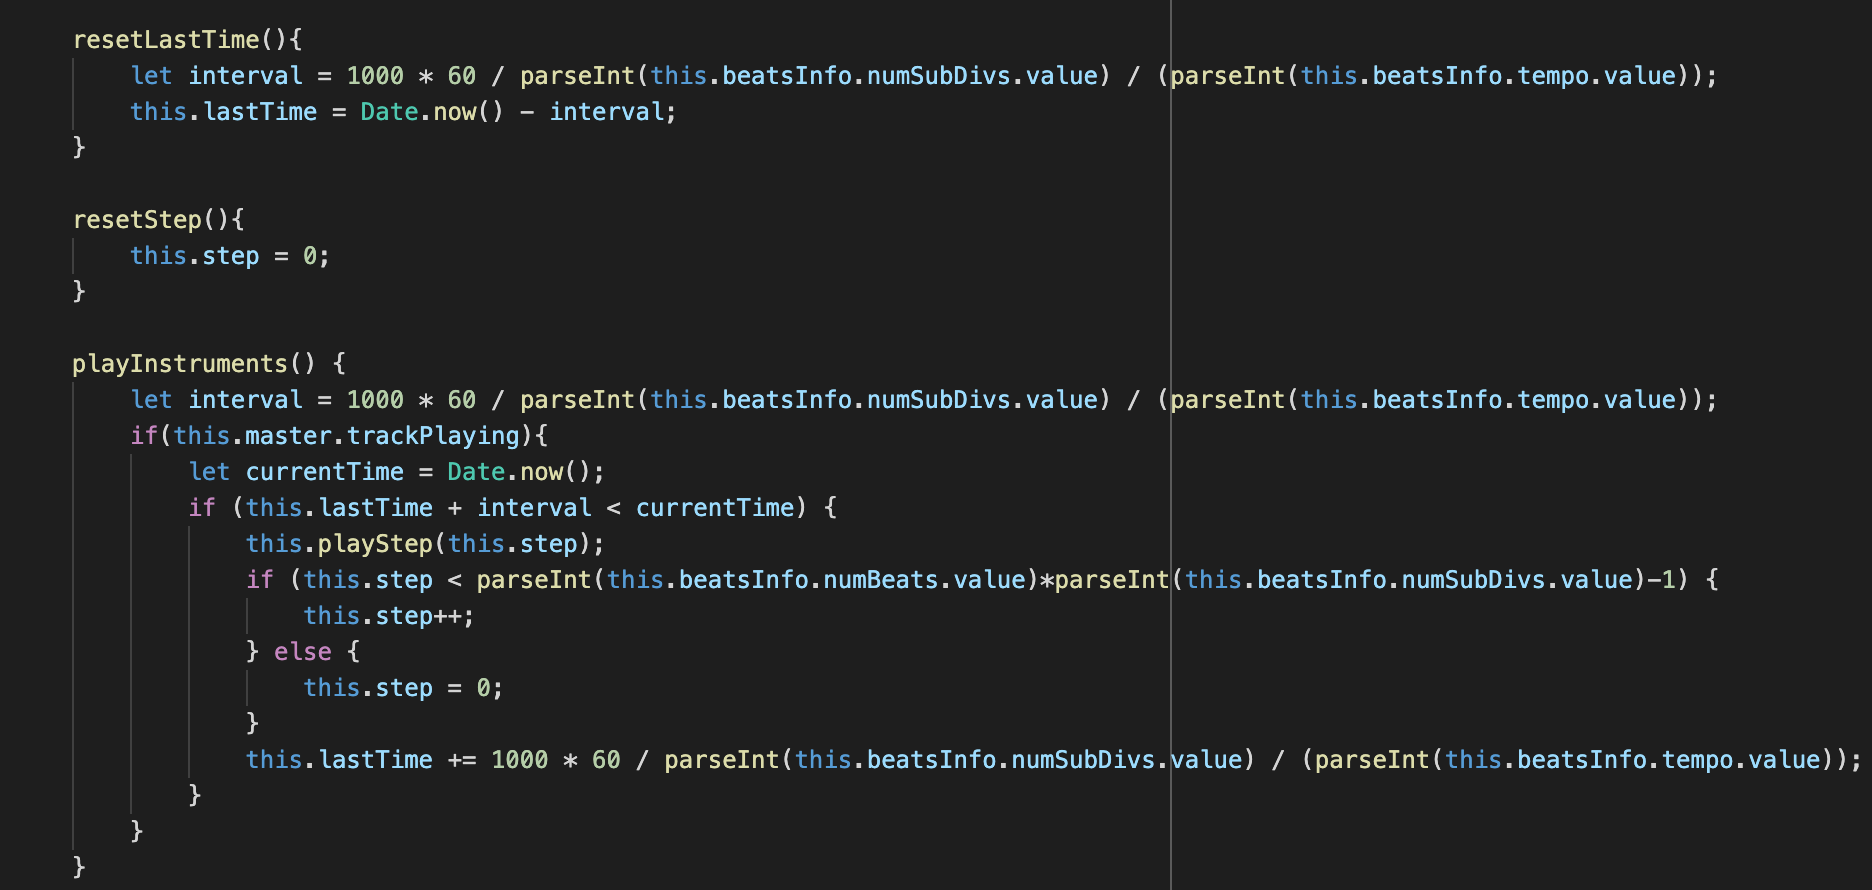 resetLastTime(){
    let interval = 1000 * 60 / parseInt(this.beatsInfo.numSubDivs.value) / (parseInt(this.beatsInfo.tempo.value));
    this.lastTime = Date.now() - interval;
}

resetStep(){
    this.step = 0;
}

playInstruments() {
    let interval = 1000 * 60 / parseInt(this.beatsInfo.numSubDivs.value) / (parseInt(this.beatsInfo.tempo.value));
    if(this.master.trackPlaying){
        let currentTime = Date.now();
        if (this.lastTime + interval < currentTime) {
            this.playStep(this.step);
            if (this.step < parseInt(this.beatsInfo.numBeats.value)*parseInt(this.beatsInfo.numSubDivs.value)-1) {
                this.step++;
            } else {
                this.step = 0;
            }
            this.lastTime += 1000 * 60 / parseInt(this.beatsInfo.numSubDivs.value) / (parseInt(this.beatsInfo.tempo.value));
        }
    }
}